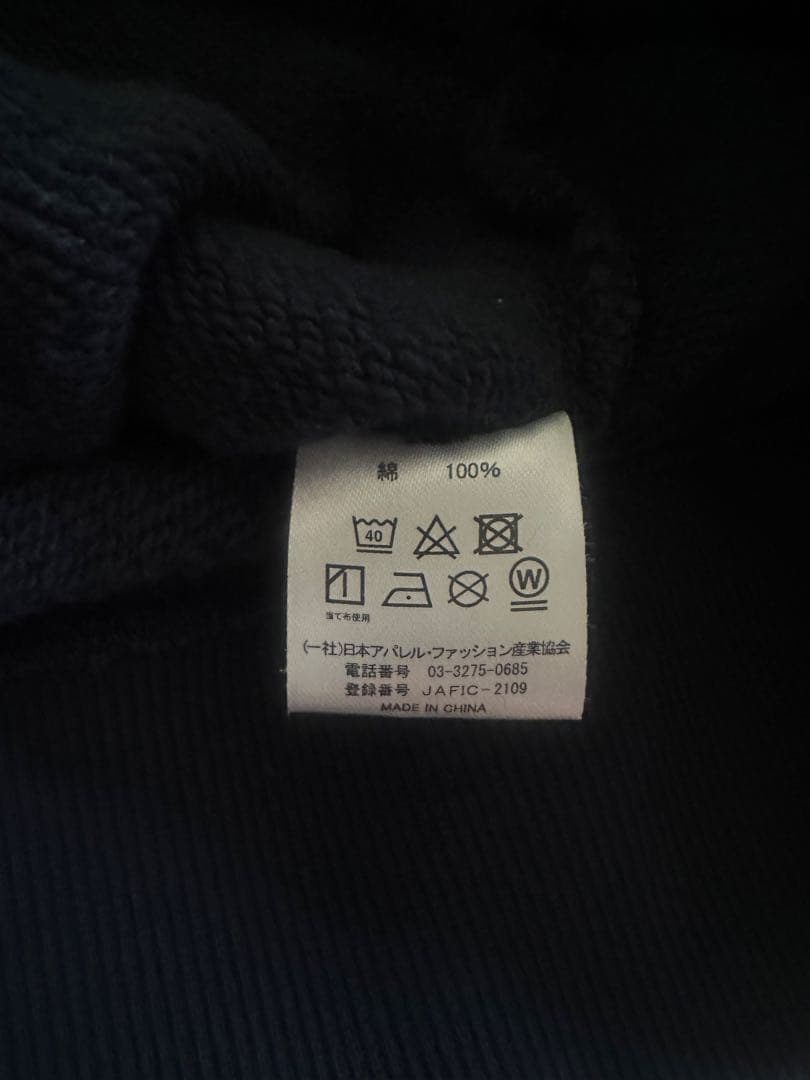 綿 100%
40
W
当て布使用
(一社)日本アパレル・ファッション産業協会
電話番号 03-3275-0685
登録番号 JAFIC-2109
MADE IN CHINA